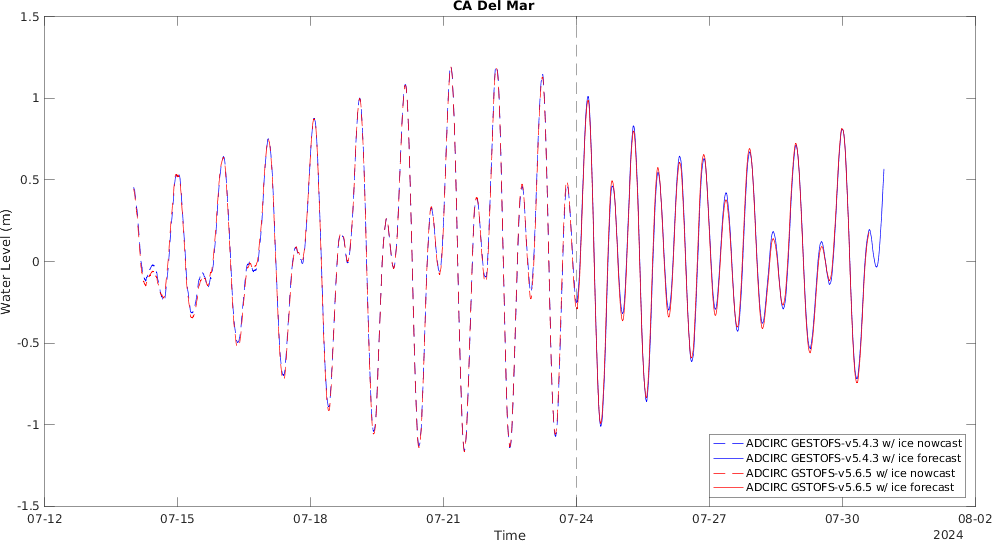 CA Del Mar
1.5
1
0.5
0
-0.5
-1
-1.5
Water Level (m)
ADCIRC GESTOFS-v5.4.3 w/ ice nowcast
ADCIRC GESTOFS-v5.4.3 w/ ice forecast
ADCIRC GSTOFS-v5.6.5 w/ ice nowcast
ADCIRC GSTOFS-v5.6.5 w/ ice forecast
07-12 07-15 07-18 07-21 07-24 07-27 07-30 08-02
Time
2024